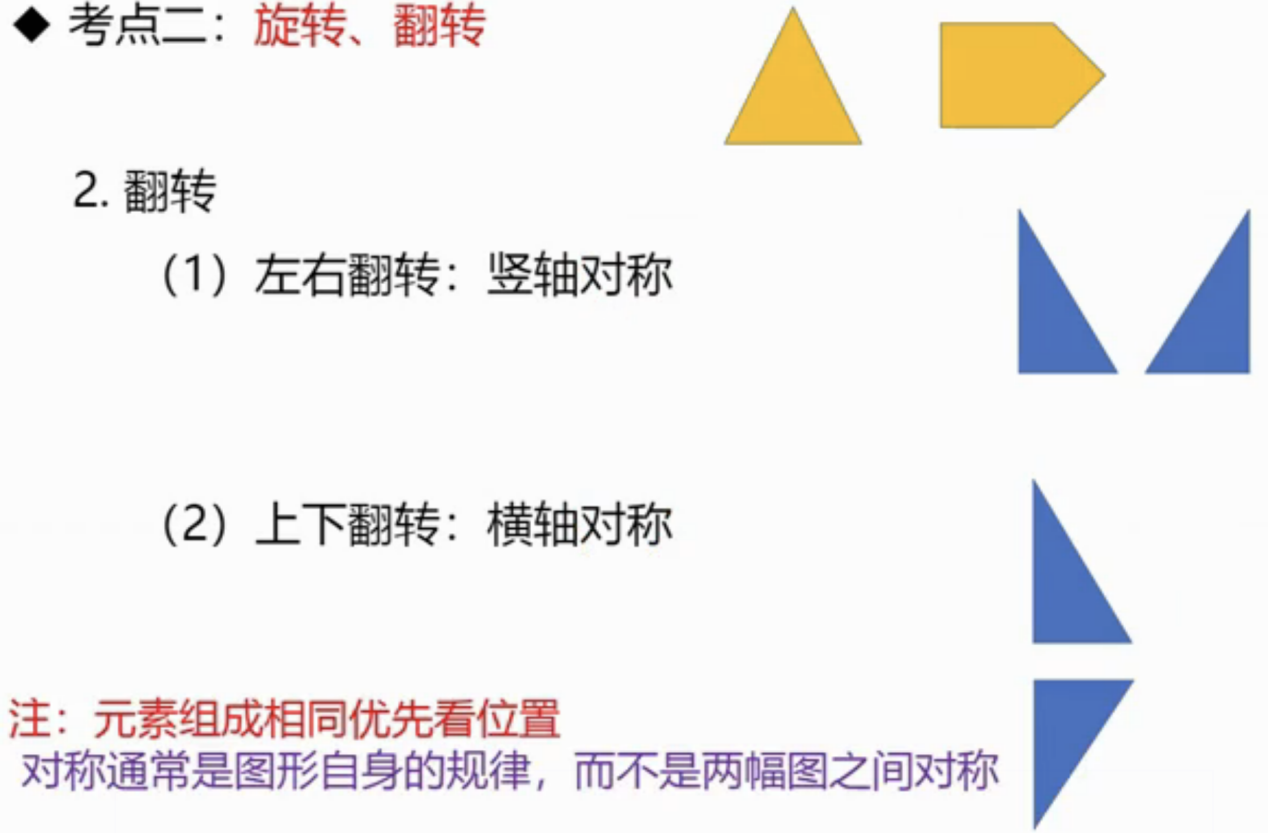 ◆ 考点二：旋转、翻转
2. 翻转
（1）左右翻转：竖轴对称
（2）上下翻转：横轴对称
注：元素组成相同优先看位置
对称通常是图形自身的规律，而不是两幅图之间对称